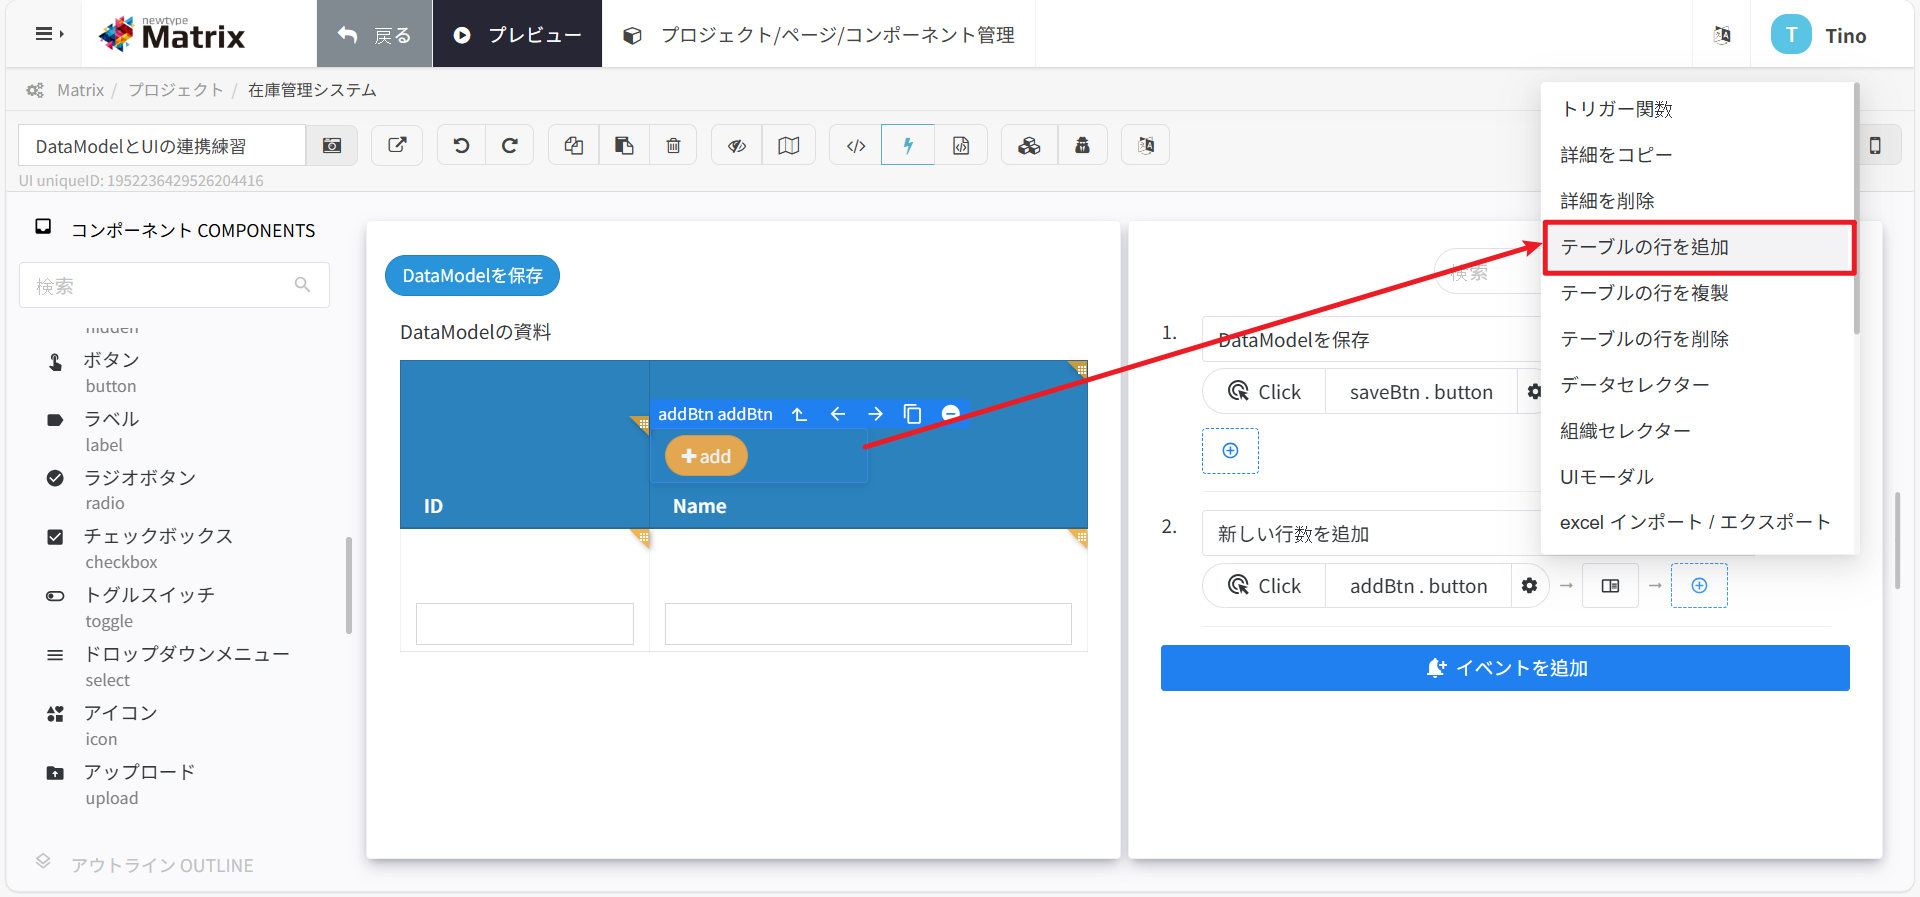 newtype
Matrix
戻る
プレビュー
プロジェクト/ページ/コンポーネント管理
T
Tino
Matrix / プロジェクト / 在庫管理システム
DataModelとUIの連携練習
UI uniqueID: 1952236429526204416
コンポーネント COMPONENTS
検索
hidden
ボタン
button
ラベル
label
ラジオボタン
radio
チェックボックス
checkbox
トグルスイッチ
toggle
ドロップダウンメニュー
select
アイコン
icon
アップロード
upload
アウトライン OUTLINE
DataModelを保存
DataModelの資料
addBtn addBtn
add
ID
Name
検索
1.
DataModelを保存
Click
saveBtn . button
2.
新しい行数を追加
Click
addBtn . button
イベントを追加
トリガー関数
詳細をコピー
詳細を削除
テーブルの行を追加
テーブルの行を複製
テーブルの行を削除
データセレクター
組織セレクター
UIモーダル
excel インポート / エクスポート